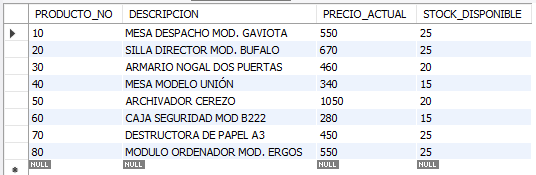 PRODUCTO_NO DESCRIPCION PRECIO_ACTUAL STOCK_DISPONIBLE
10 MESA DESPACHO MOD. GAVIOTA 550 25
20 SILLA DIRECTOR MOD. BUFALO 670 25
30 ARMARIO NOGAL DOS PUERTAS 460 20
40 MESA MODELO UNIÓN 340 15
50 ARCHIVADOR CEREZO 1050 20
60 CAJA SEGURIDAD MOD B222 280 15
70 DESTRUCTORA DE PAPEL A3 450 25
80 MODULO ORDENADOR MOD. ERGOS 550 25
NULL NULL NULL NULL